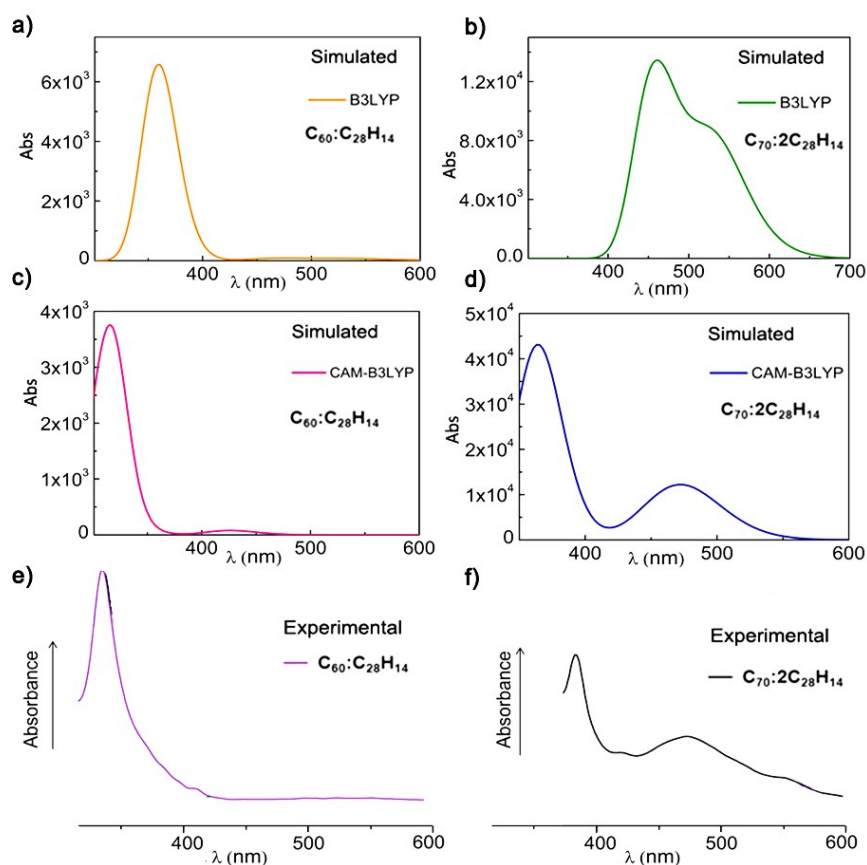 a)
Simulated
B3LYP
C₆₀:C₂₈H₁₄
Abs
6x10³
4x10³
2x10³
0
400
500
600
λ (nm)
b)
Simulated
B3LYP
C₇₀:2C₂₈H₁₄
Abs
1.2x10⁴
8.0x10³
4.0x10³
0.0
400
500
600
700
λ (nm)
c)
Simulated
CAM-B3LYP
C₆₀:C₂₈H₁₄
Abs
4x10³
3x10³
2x10³
1x10³
0
400
500
600
λ (nm)
d)
Simulated
CAM-B3LYP
C₇₀:2C₂₈H₁₄
Abs
5x10⁴
4x10⁴
3x10⁴
2x10⁴
1x10⁴
0
400
500
600
λ (nm)
e)
Experimental
C₆₀:C₂₈H₁₄
Absorbance
400
500
600
λ (nm)
f)
Experimental
C₇₀:2C₂₈H₁₄
Absorbance
400
500
600
λ (nm)